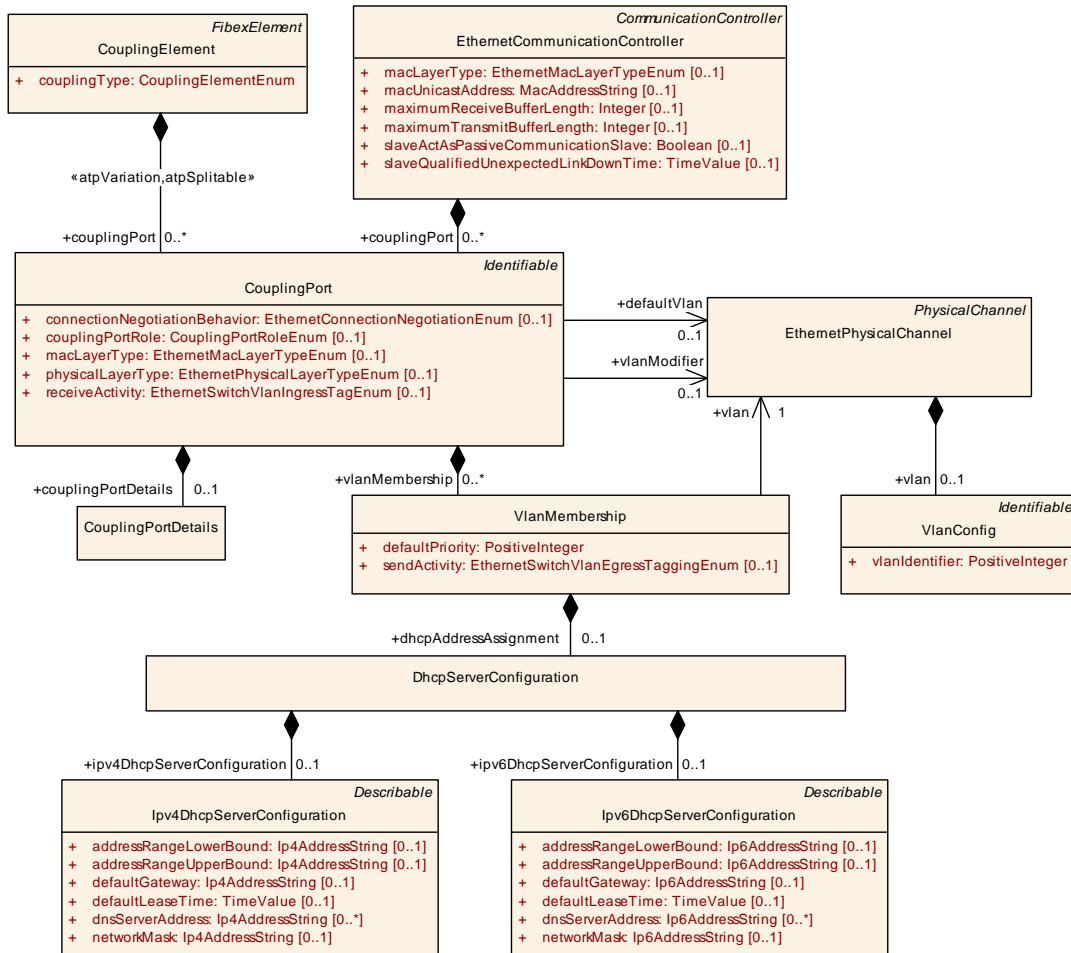 FibexElement
CouplingElement
+ couplingType: CouplingElementEnum
CommunicationController
EthernetCommunicationController
+ macLayerType: EthernetMacLayerTypeEnum [0..1]
+ macUnicastAddress: MacAddressString [0..1]
+ maximumReceiveBufferLength: Integer [0..1]
+ maximumTransmitBufferLength: Integer [0..1]
+ slaveActAsPassiveCommunicationSlave: Boolean [0..1]
+ slaveQualifiedUnexpectedLinkDownTime: TimeValue [0..1]
«atpVariation,atpSplitable»
+couplingPort 0..*
+couplingPort 0..*
Identifiable
CouplingPort
+ connectionNegotiationBehavior: EthernetConnectionNegotiationEnum [0..1]
+ couplingPortRole: CouplingPortRoleEnum [0..1]
+ macLayerType: EthernetMacLayerTypeEnum [0..1]
+ physicalLayerType: EthernetPhysicalLayerTypeEnum [0..1]
+ receiveActivity: EthernetSwitchVlanIngressTagEnum [0..1]
+defaultVlan
0..1
+vlanModifier
0..1
PhysicalChannel
EthernetPhysicalChannel
+vlan 1
+couplingPortDetails 0..1
CouplingPortDetails
+vlanMembership 0..*
VlanMembership
+ defaultPriority: PositiveInteger
+ sendActivity: EthernetSwitchVlanEgressTaggingEnum [0..1]
+vlan 0..1
Identifiable
VlanConfig
+ vlanIdentifier: PositiveInteger
+dhcpAddressAssignment 0..1
DhcpServerConfiguration
+ipv4DhcpServerConfiguration 0..1
+ipv6DhcpServerConfiguration 0..1
Describable
Ipv4DhcpServerConfiguration
+ addressRangeLowerBound: Ip4AddressString [0..1]
+ addressRangeUpperBound: Ip4AddressString [0..1]
+ defaultGateway: Ip4AddressString [0..1]
+ defaultLeaseTime: TimeValue [0..1]
+ dnsServerAddress: Ip4AddressString [0..*]
+ networkMask: Ip4AddressString [0..1]
Describable
Ipv6DhcpServerConfiguration
+ addressRangeLowerBound: Ip6AddressString [0..1]
+ addressRangeUpperBound: Ip6AddressString [0..1]
+ defaultGateway: Ip6AddressString [0..1]
+ defaultLeaseTime: TimeValue [0..1]
+ dnsServerAddress: Ip6AddressString [0..*]
+ networkMask: Ip6AddressString [0..1]